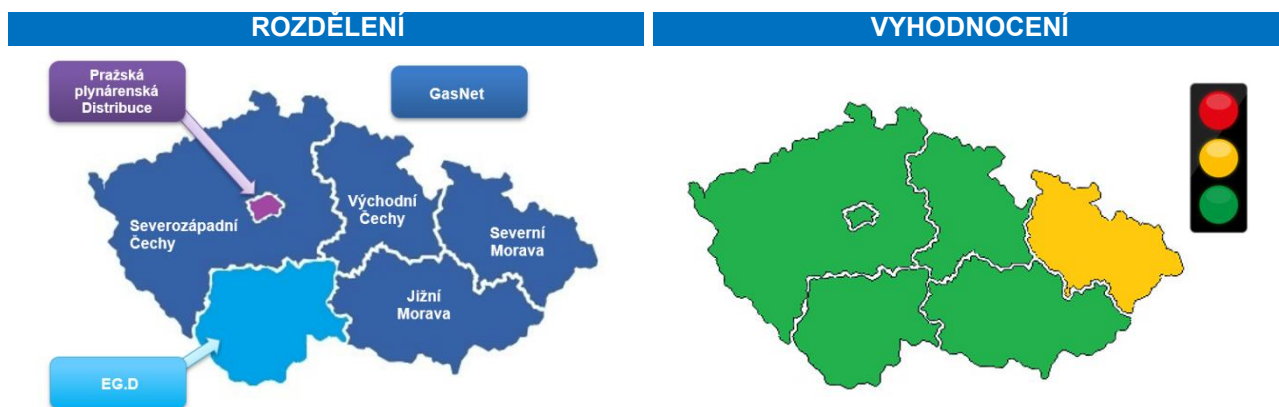 ROZDĚLENÍ
VYHODNOCENÍ
Pražská
plynárenská
Distribuce
GasNet
Východní
Čechy
Severozápadní
Čechy
Severní
Morava
Jižní
Morava
EG.D